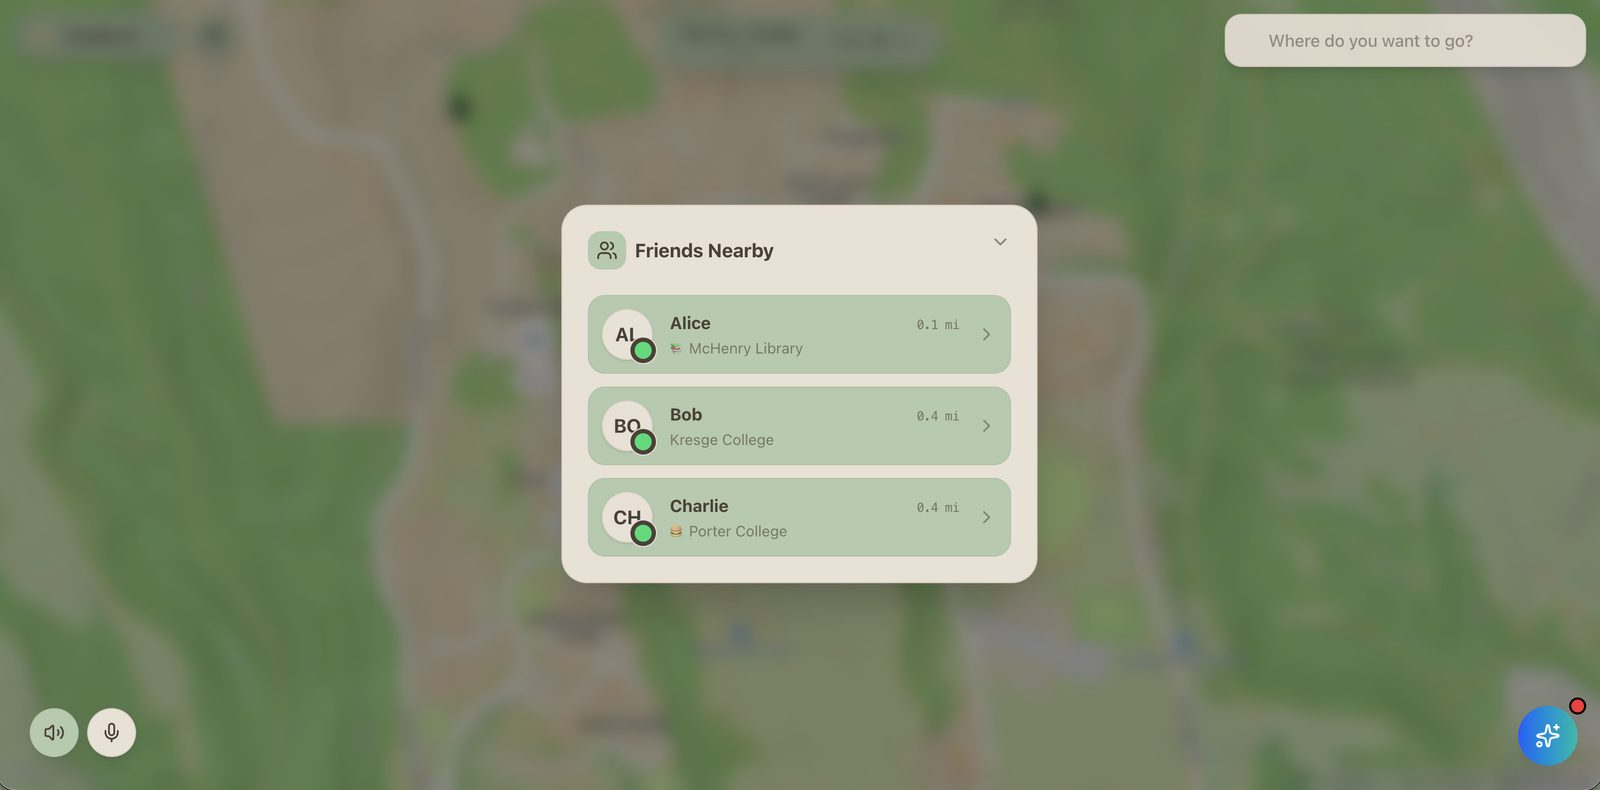 Where do you want to go?
Friends Nearby
AL
Alice
0.1 mi
McHenry Library
BO
Bob
0.4 mi
Kresge College
CH
Charlie
0.4 mi
Porter College